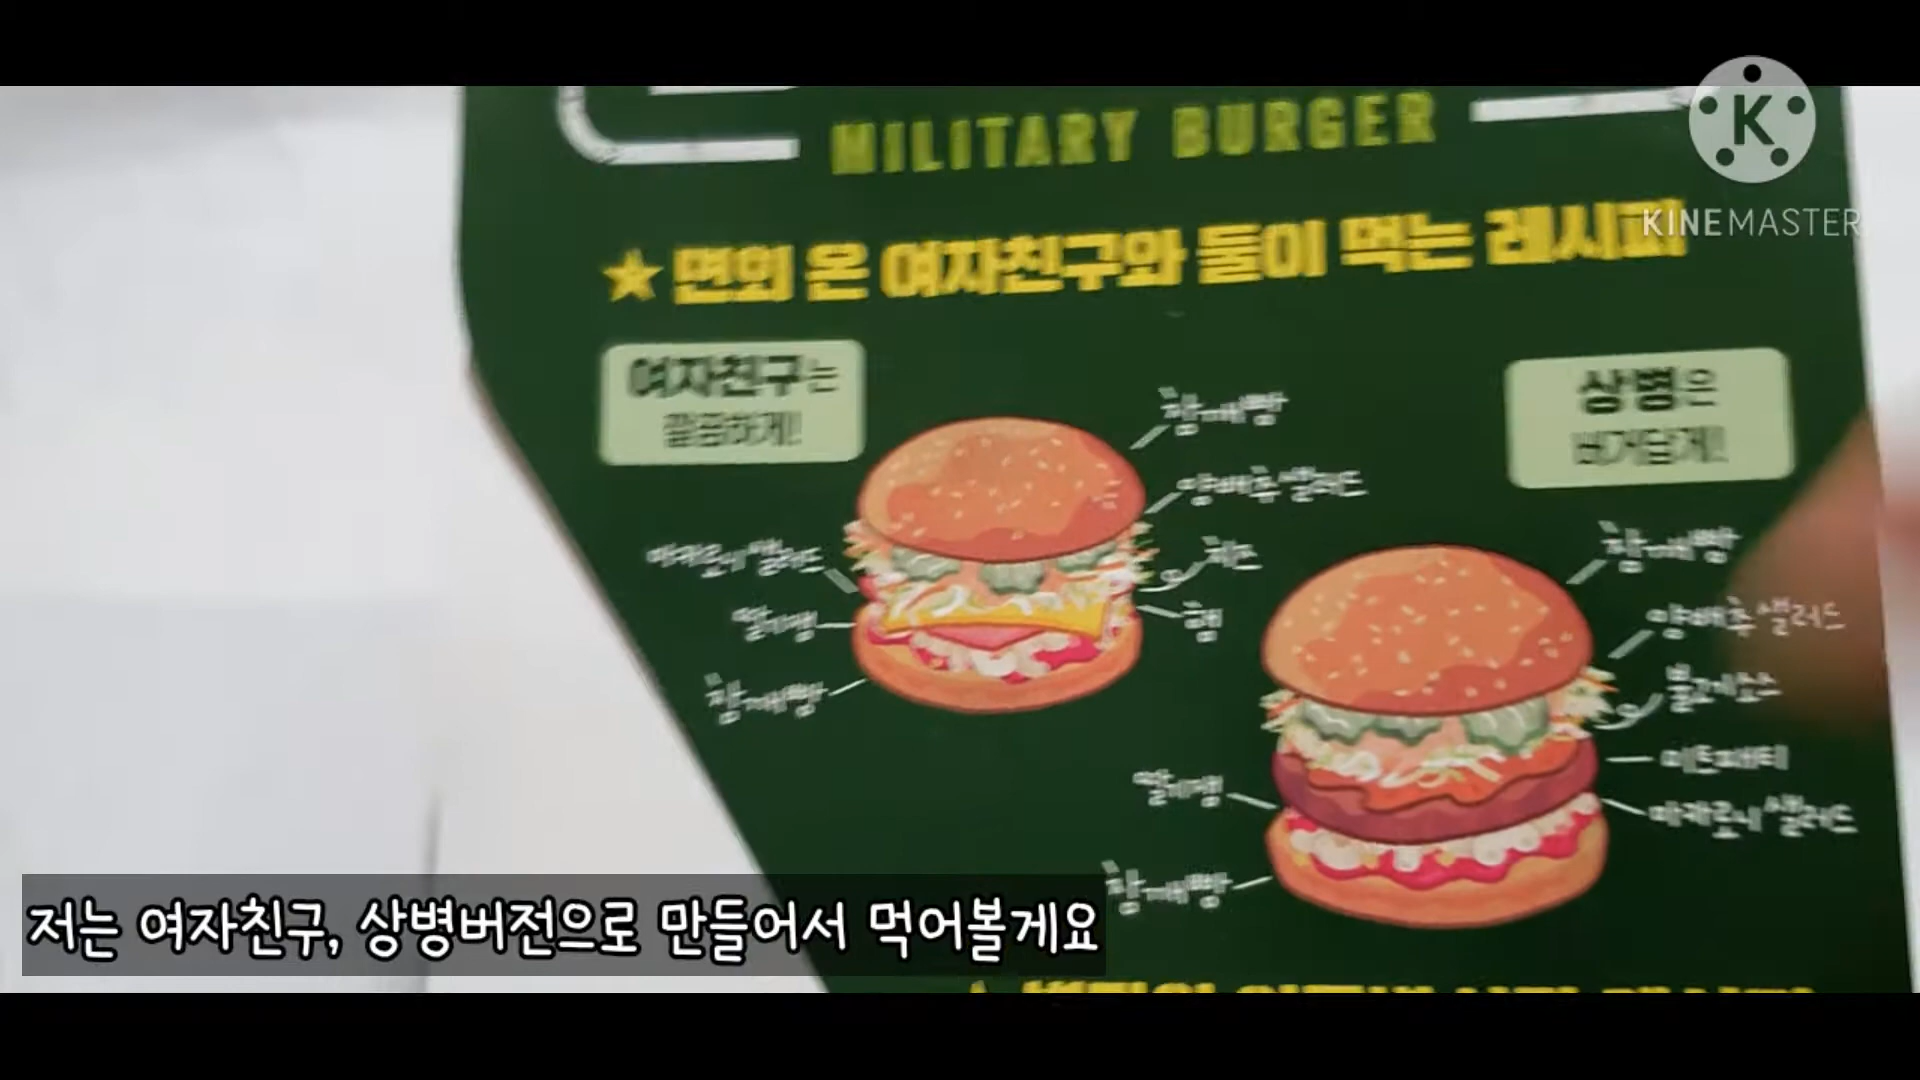 MILITARY BURGER
KINEMASTER
★ 면회 온 여자친구와 둘이 먹는 레시피
여자친구는
깔끔하게!
상병은
버거답게!
참깨빵
양배추 샐러드
치즈
햄
마카로니 샐러드
딸기잼
참깨빵
참깨빵
양배추 샐러드
불고기소스
미트패티
마카로니 샐러드
딸기잼
참깨빵
저는 여자친구, 상병버전으로 만들어서 먹어볼게요